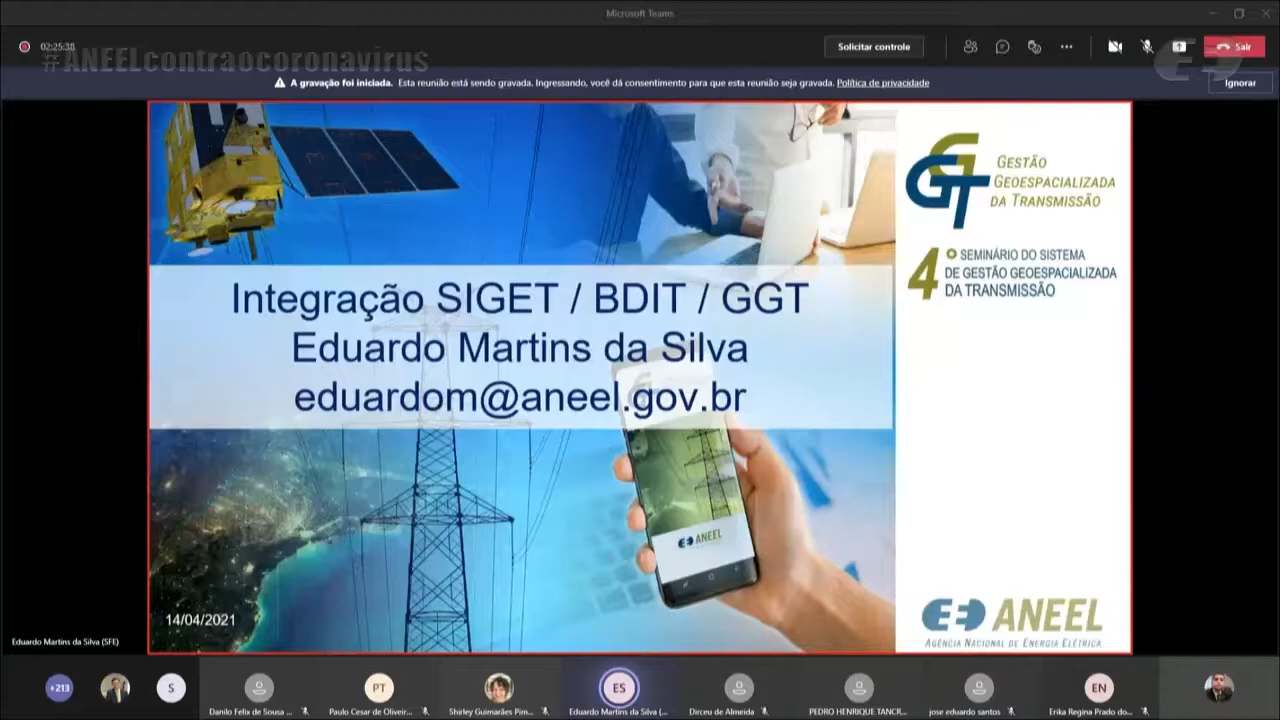 Microsoft Teams
02:25:38
#ANEELcontraocoronavirus
Solicitar controle
Sair
A gravação foi iniciada. Esta reunião está sendo gravada. Ingressando, você dá consentimento para que esta reunião seja gravada. Política de privacidade
Ignorar
GGT
GESTÃO
GEOESPACIALIZADA
DA TRANSMISSÃO
4º SEMINÁRIO DO SISTEMA
DE GESTÃO GEOESPACIALIZADA
DA TRANSMISSÃO
Integração SIGET / BDIT / GGT
Eduardo Martins da Silva
eduardom@aneel.gov.br
ANEEL
14/04/2021
ANEEL
AGÊNCIA NACIONAL DE ENERGIA ELÉTRICA
Eduardo Martins da Silva (SFE)
+213
S
PT
ES
EN
Danilo Felix de Sousa ...
Paulo Cesar de Oliveir...
Shirley Guimarães Pim...
Eduardo Martins da Silva (...
Dirceu de Almeida
PEDRO HENRIQUE TANCR...
jose eduardo santos
Erika Regina Prado do...